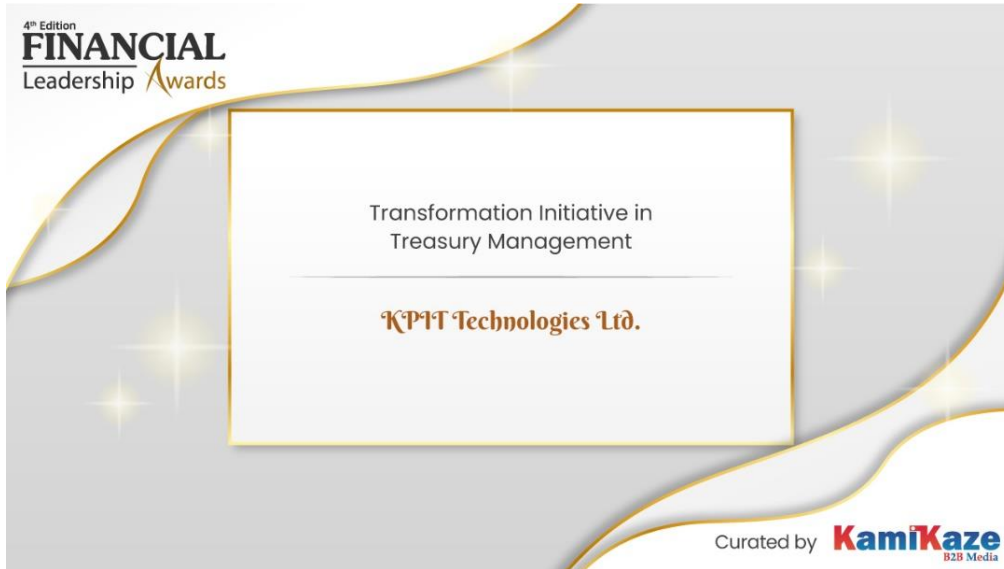 4th Edition
FINANCIAL
Leadership Awards
Transformation Initiative in
Treasury Management
KPIT Technologies Ltd.
Curated by KamiKaze
B2B Media